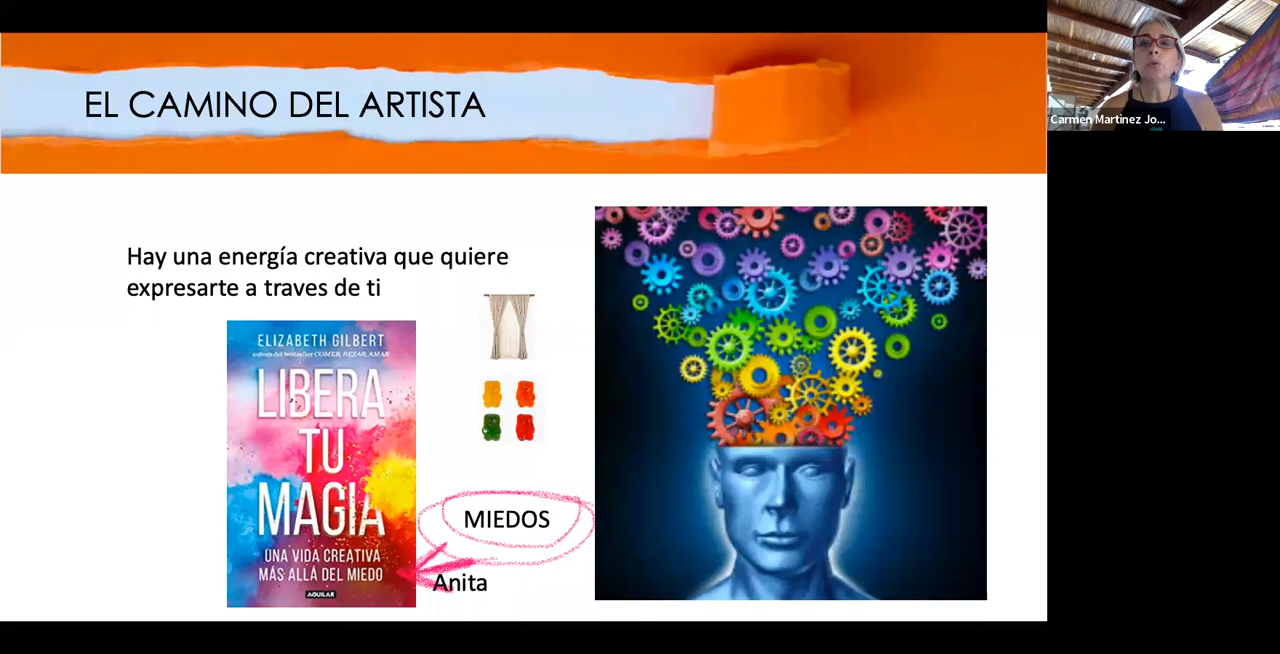 EL CAMINO DEL ARTISTA
Carmen Martinez Jo...
Hay una energía creativa que quiere
expresarte a traves de ti
ELIZABETH GILBERT
autora del bestseller COMER, REZAR, AMAR
LIBERA
TU
MAGIA
UNA VIDA CREATIVA
MÁS ALLÁ DEL MIEDO
AGUILAR
MIEDOS
Anita